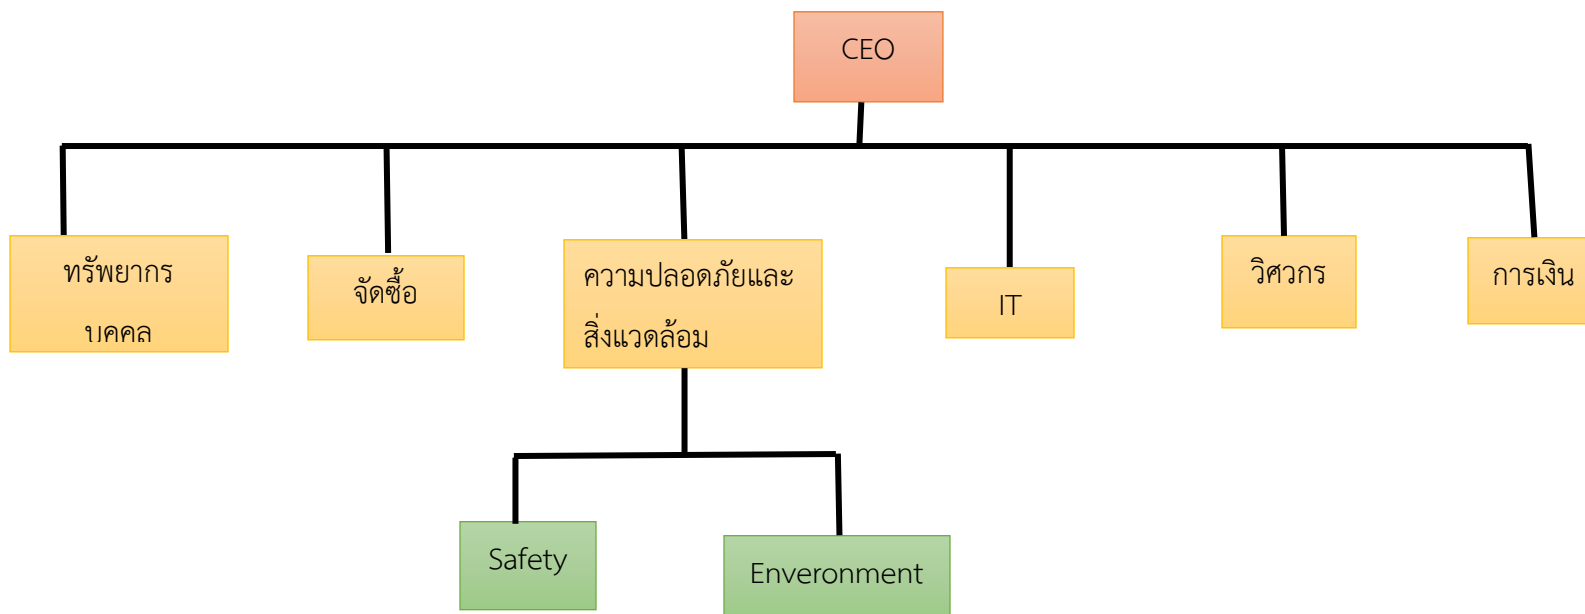 CEO
ทรัพยากร
บุคคล
จัดซื้อ
ความปลอดภัยและ
สิ่งแวดล้อม
IT
วิศวกร
การเงิน
Safety
Enveronment